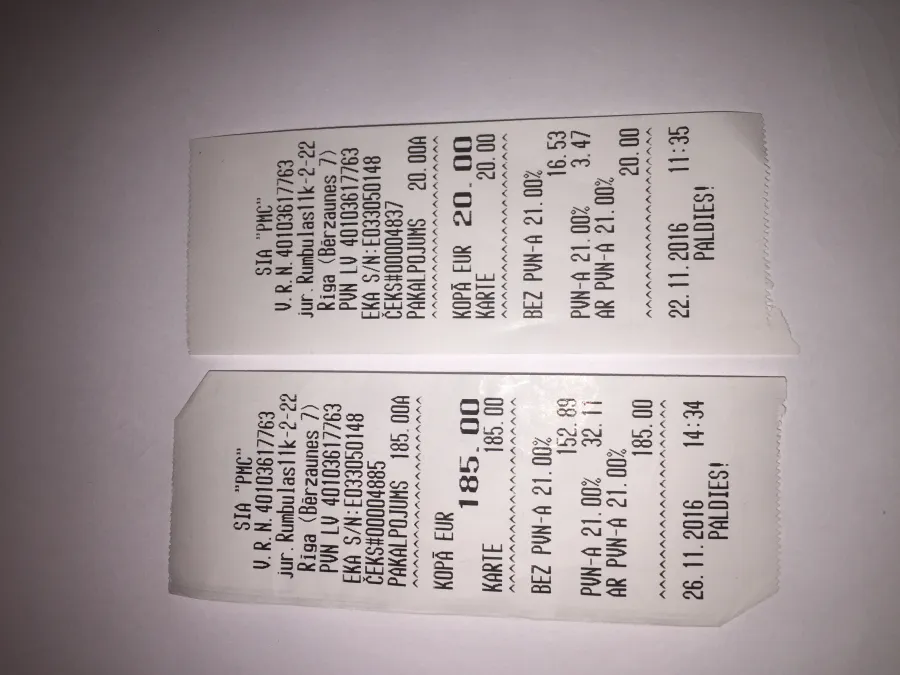 SIA "PMC"
V.R.N.40103617763
jur.Rumbulas11k-2-22
Rīga (Bērzaunes 7)
PVN LV 40103617763
EKA S/N:E033050148
ČEKS#00004837
PAKALPOJUMS 20.00A
^^^^^^^^^^^^^^^^^^^^
KOPĀ EUR 20.00
KARTE 20.00
^^^^^^^^^^^^^^^^^^^^
BEZ PVN-A 21.00%
16.53
PVN-A 21.00% 3.47
AR PVN-A 21.00%
20.00
^^^^^^^^^^^^^^^^^^^^
22.11.2016 11:35
PALDIES!
SIA "PMC"
V.R.N.40103617763
jur.Rumbulas11k-2-22
Rīga (Bērzaunes 7)
PVN LV 40103617763
EKA S/N:E033050148
ČEKS#00004885
PAKALPOJUMS 185.00A
^^^^^^^^^^^^^^^^^^^^
KOPĀ EUR 185.00
KARTE 185.00
^^^^^^^^^^^^^^^^^^^^
BEZ PVN-A 21.00%
152.89
PVN-A 21.00% 32.11
AR PVN-A 21.00%
185.00
^^^^^^^^^^^^^^^^^^^^
26.11.2016 14:34
PALDIES!